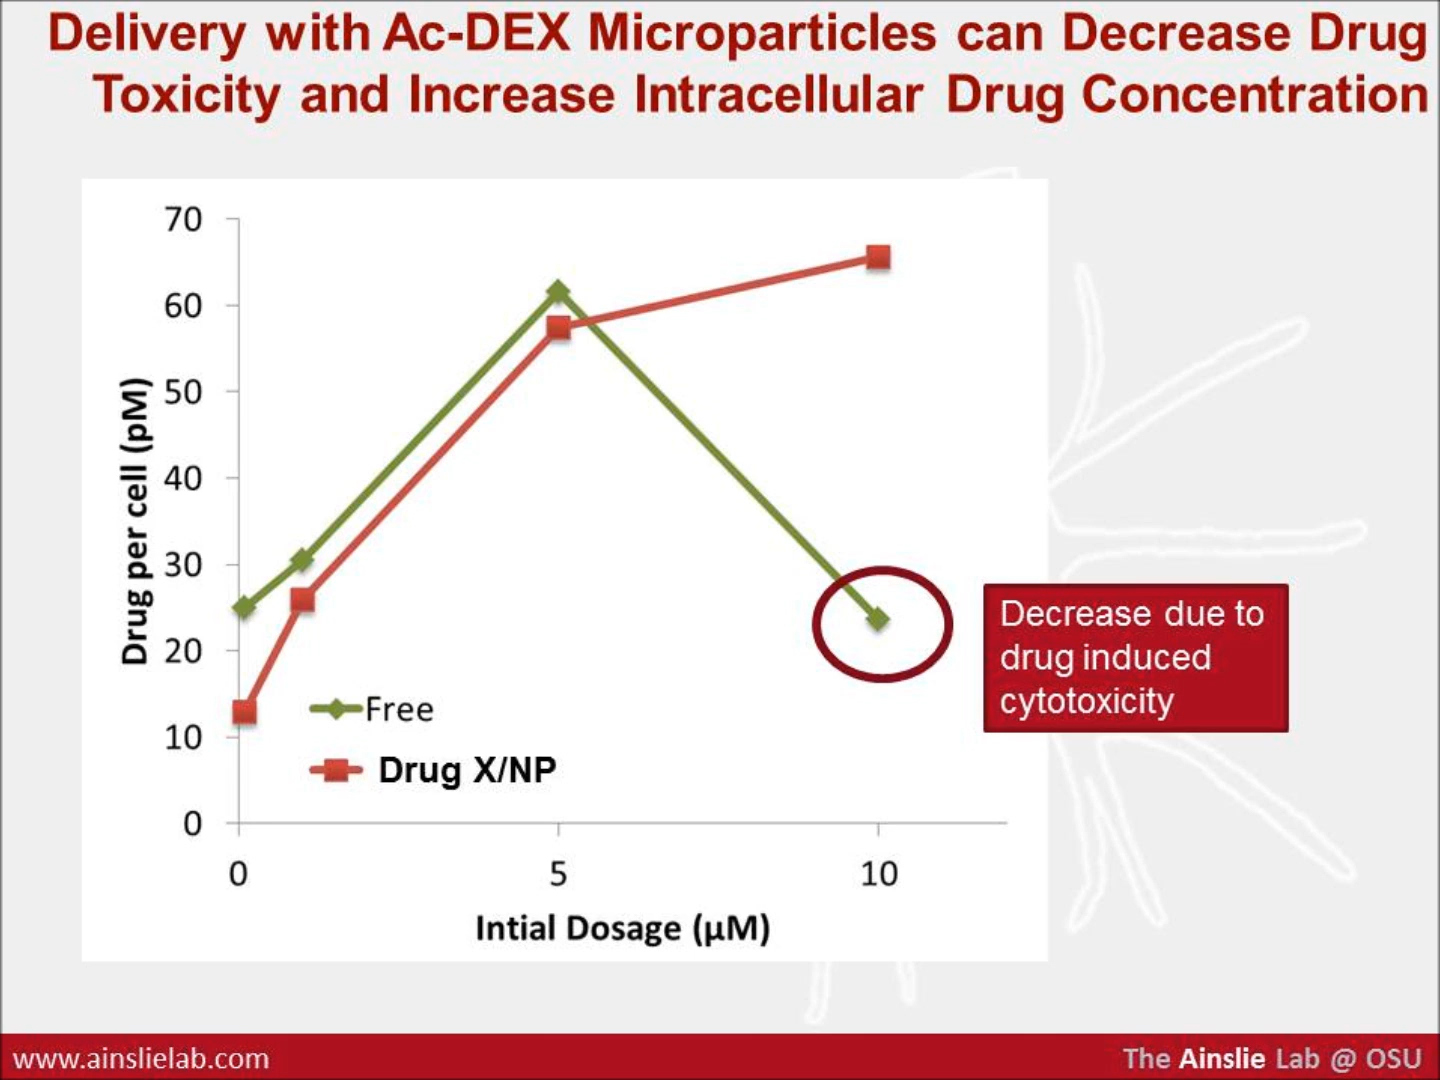 Delivery with Ac-DEX Microparticles can Decrease Drug
Toxicity and Increase Intracellular Drug Concentration
70
60
50
40
30
20
10
0
Drug per cell (pM)
Free
Drug X/NP
0 5 10
Intial Dosage (μM)
Decrease due to
drug induced
cytotoxicity
www.ainslielab.com
The Ainslie Lab @ OSU